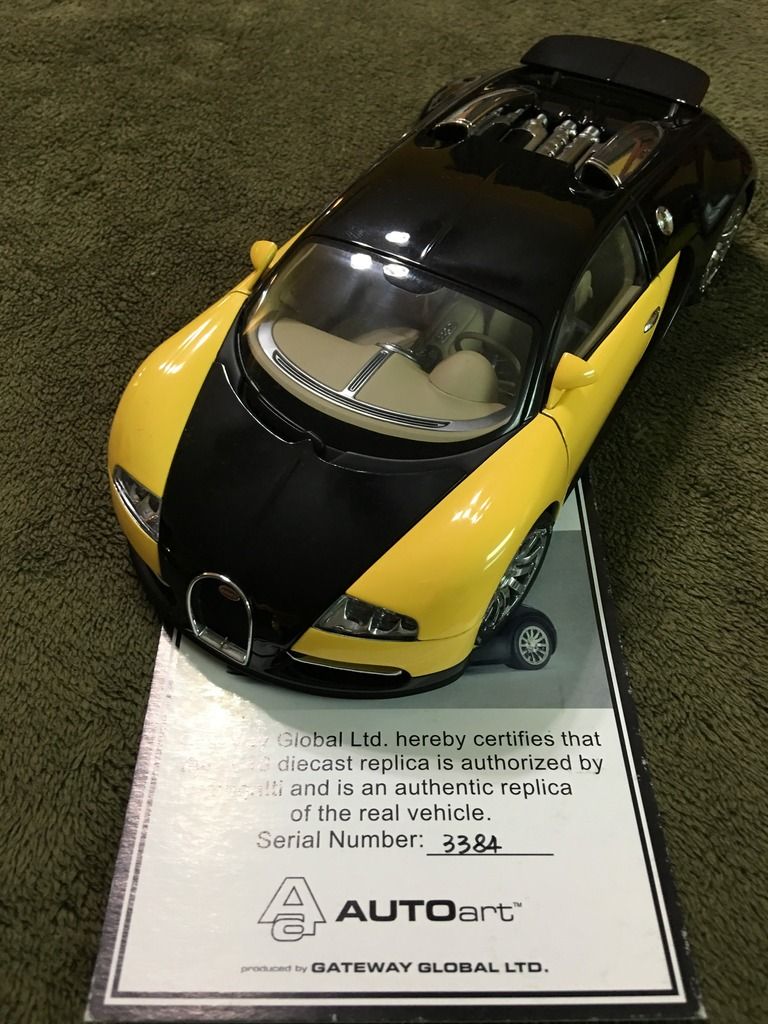 Global Ltd. hereby certifies that
diecast replica is authorized by
and is an authentic replica
of the real vehicle.
Serial Number: 3384
AUTOart™
produced by GATEWAY GLOBAL LTD.